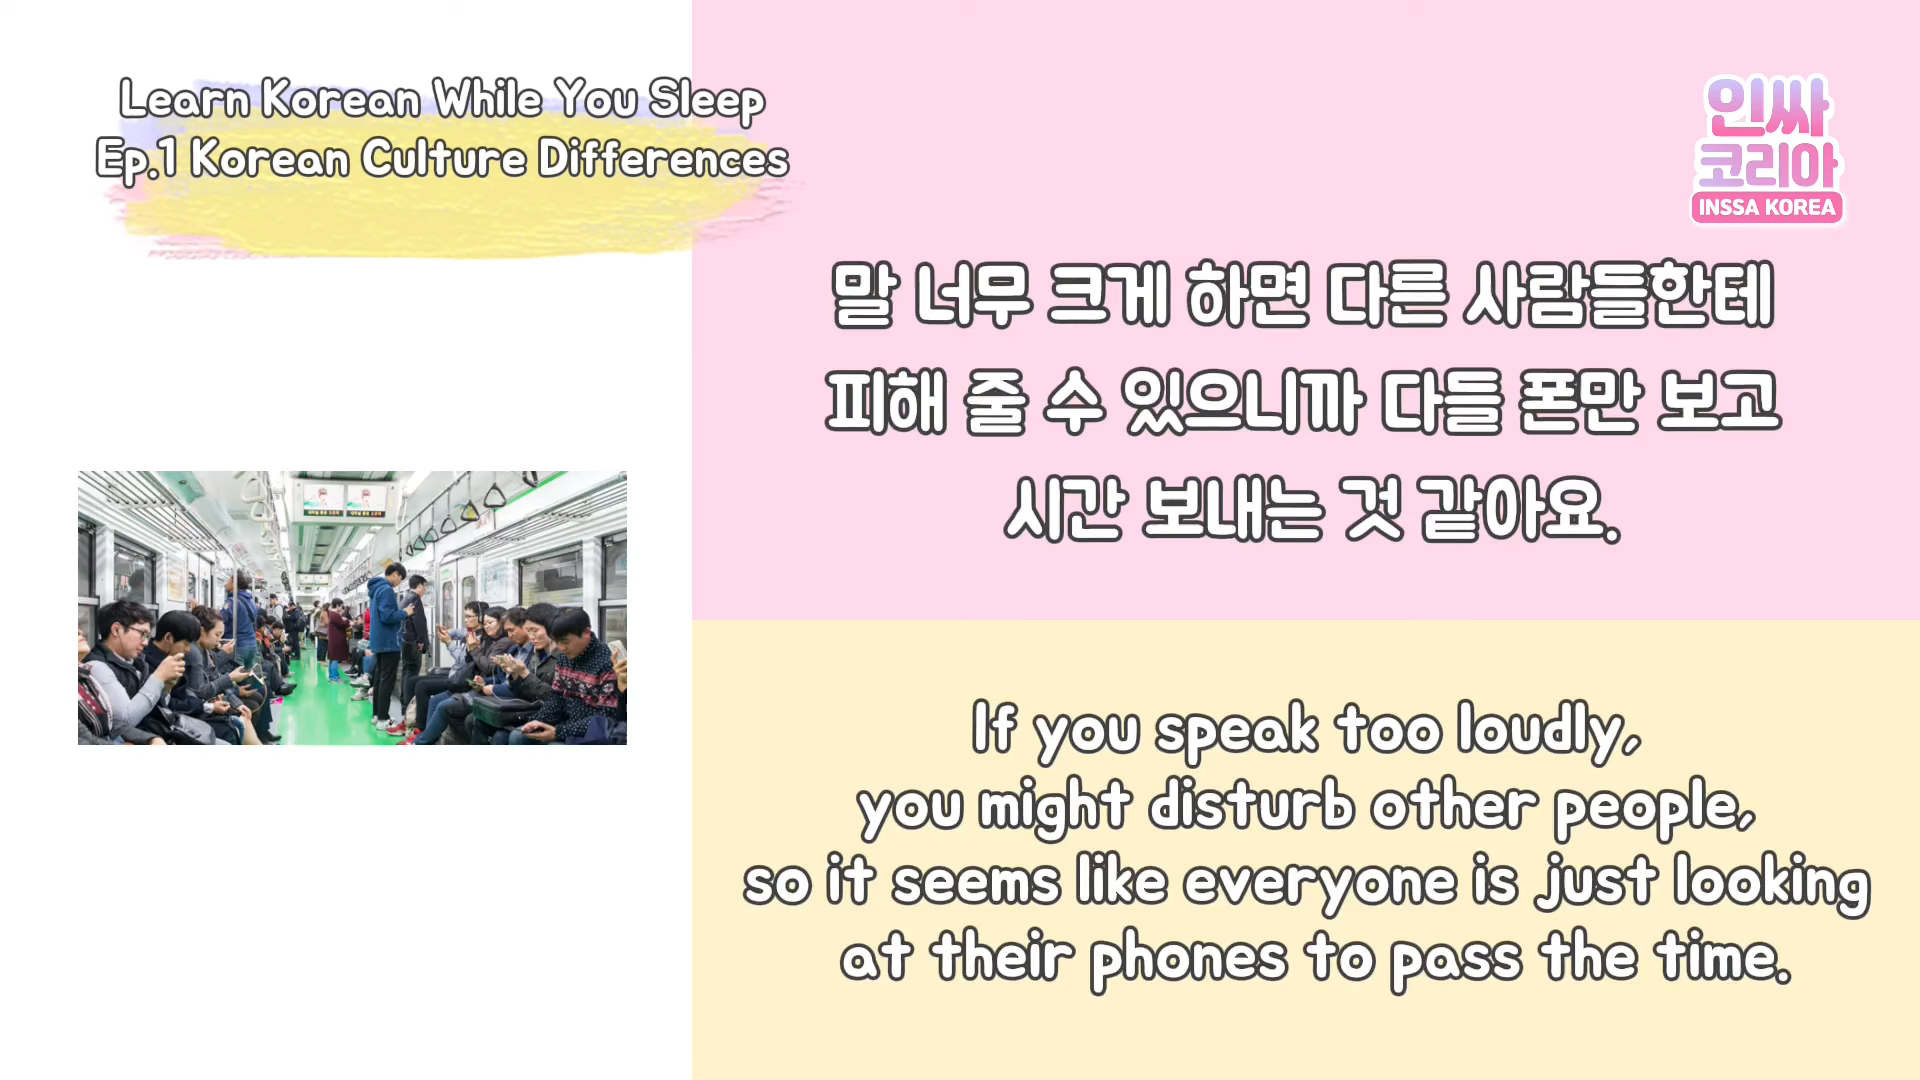 Learn Korean While You Sleep
Ep.1 Korean Culture Differences
인싸
코리아
INSSA KOREA
말 너무 크게 하면 다른 사람들한테
피해 줄 수 있으니까 다들 폰만 보고
시간 보내는 것 같아요.
If you speak too loudly,
you might disturb other people,
so it seems like everyone is just looking
at their phones to pass the time.